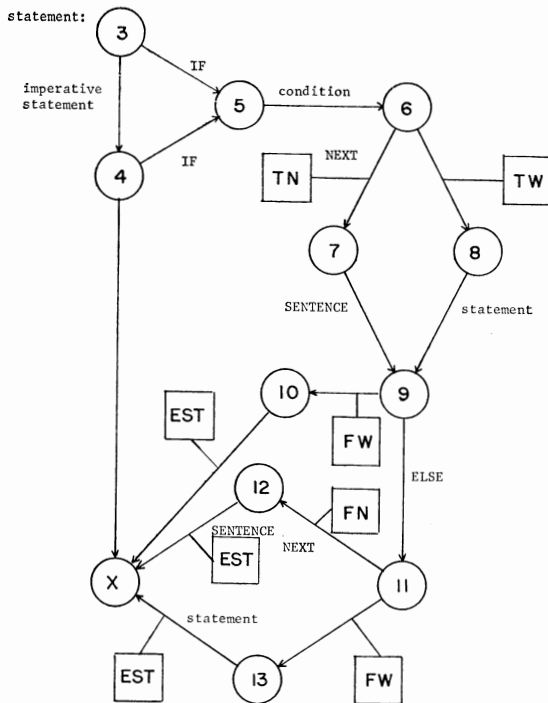 statement:
3
IF
imperative
statement
5
condition
6
IF
4
NEXT
TN
TW
7
8
SENTENCE
statement
10
9
EST
FW
ELSE
12
FN
SENTENCE
NEXT
EST
X
11
statement
EST
13
FW